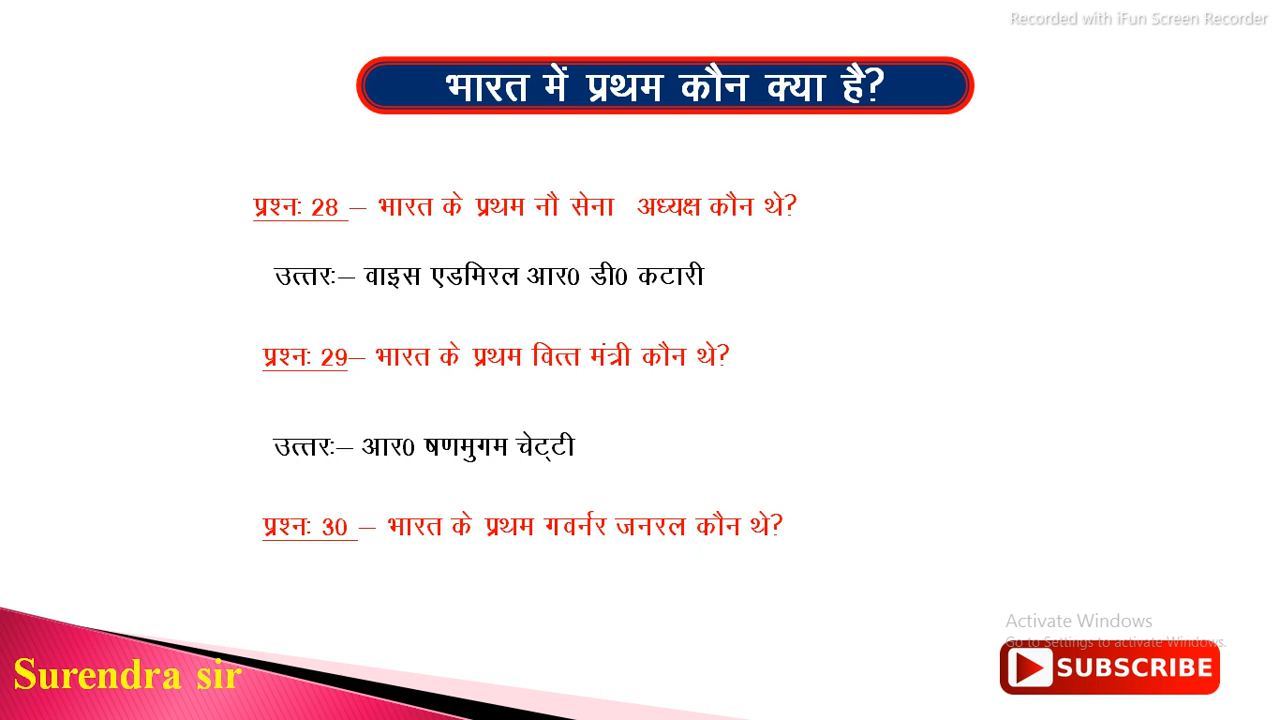 Recorded with iFun Screen Recorder
भारत में प्रथम कौन क्या है?
प्रश्न: 28 – भारत के प्रथम नौ सेना अध्यक्ष कौन थे?
उत्तर:– वाइस एडमिरल आर0 डी0 कटारी
प्रश्न: 29– भारत के प्रथम वित्त मंत्री कौन थे?
उत्तर:– आर0 षणमुगम चेट्टी
प्रश्न: 30 – भारत के प्रथम गवर्नर जनरल कौन थे?
Activate Windows
Go to Settings to activate Windows.
SUBSCRIBE
Surendra sir